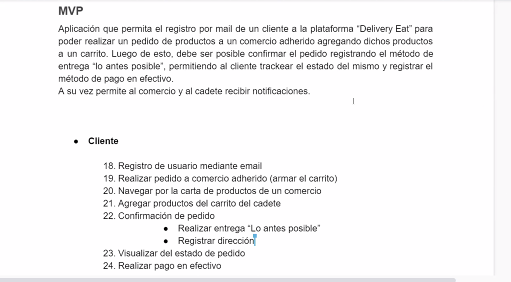 MVP
Aplicación que permita el registro por mail de un cliente a la plataforma “Delivery Eat” para
poder realizar un pedido de productos a un comercio adherido agregando dichos productos
a un carrito. Luego de esto, debe ser posible confirmar el pedido registrando el método de
entrega “lo antes posible”, permitiendo al cliente trackear el estado del mismo y registrar el
método de pago en efectivo.
A su vez permite al comercio y al cadete recibir notificaciones.
● Cliente
18. Registro de usuario mediante email
19. Realizar pedido a comercio adherido (armar el carrito)
20. Navegar por la carta de productos de un comercio
21. Agregar productos del carrito del cadete
22. Confirmación de pedido
● Realizar entrega “Lo antes posible”
● Registrar dirección
23. Visualizar del estado de pedido
24. Realizar pago en efectivo